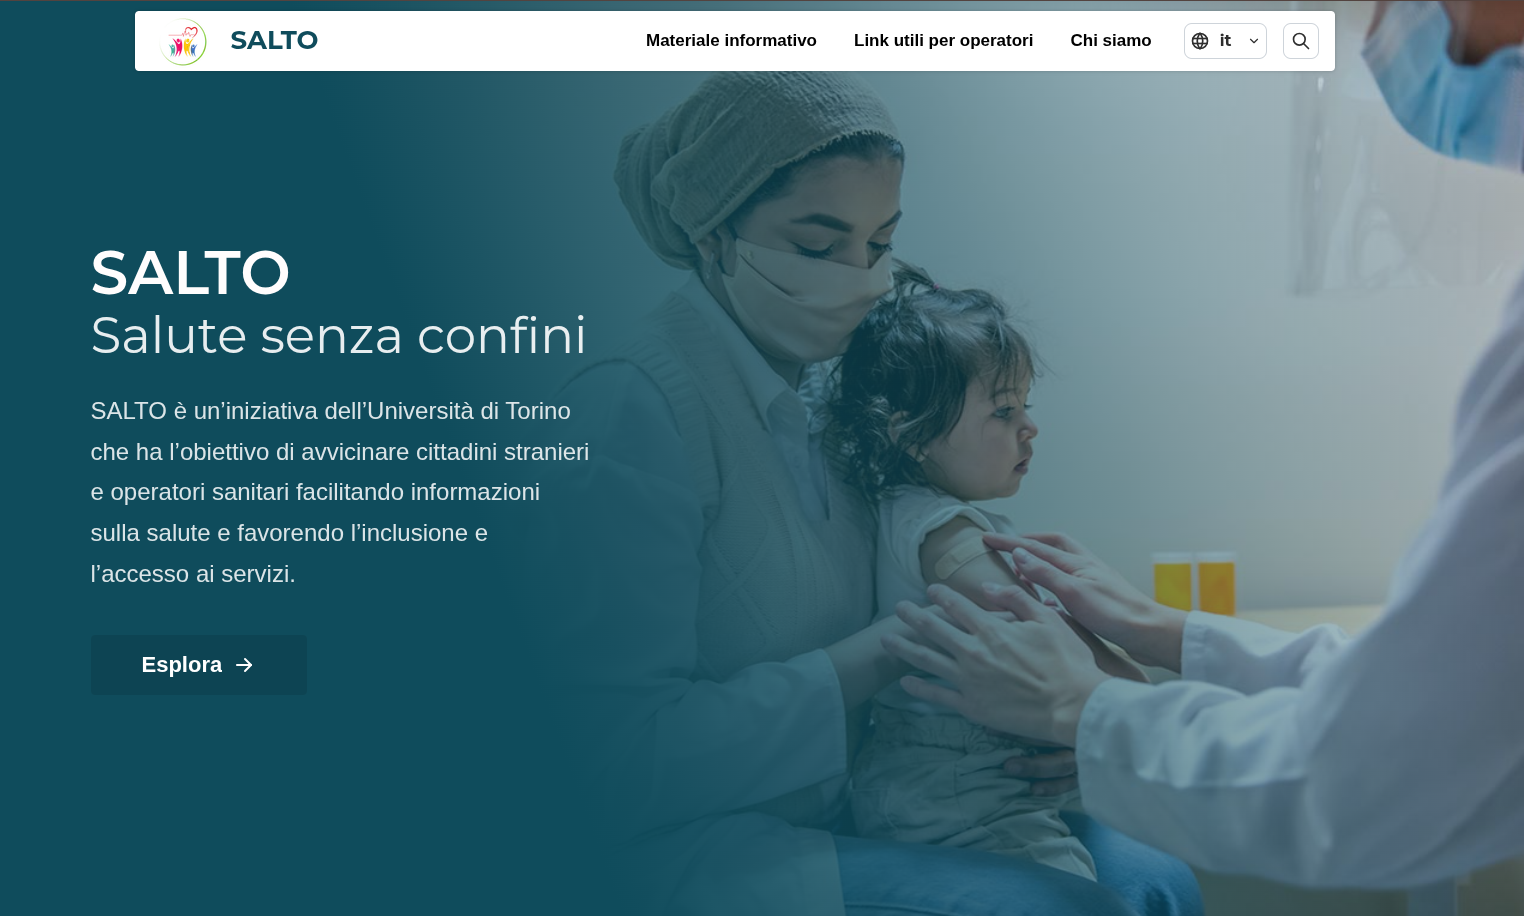 SALTO
Materiale informativo
Link utili per operatori
Chi siamo
it
SALTO
Salute senza confini
SALTO è un’iniziativa dell’Università di Torino
che ha l’obiettivo di avvicinare cittadini stranieri
e operatori sanitari facilitando informazioni
sulla salute e favorendo l’inclusione e
l’accesso ai servizi.
Esplora